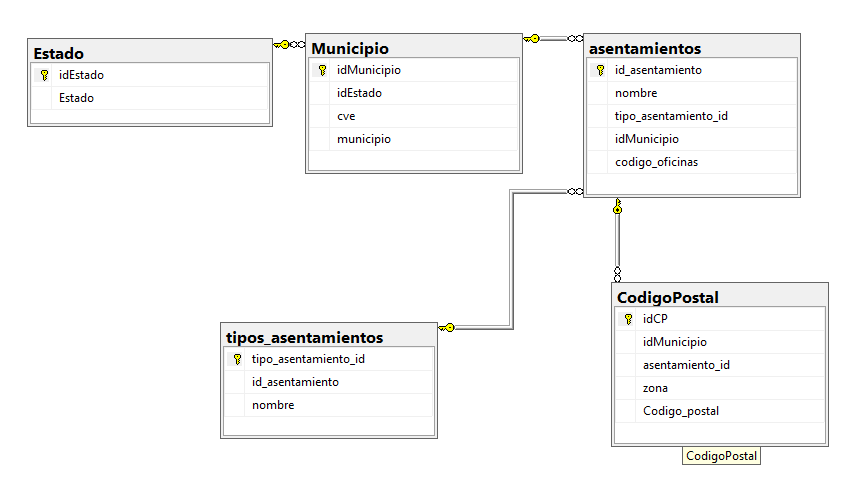 Estado
idEstado
Estado
Municipio
idMunicipio
idEstado
cve
municipio
asentamientos
id_asentamiento
nombre
tipo_asentamiento_id
idMunicipio
codigo_oficinas
tipos_asentamientos
tipo_asentamiento_id
id_asentamiento
nombre
CodigoPostal
idCP
idMunicipio
asentamiento_id
zona
Codigo_postal
CodigoPostal